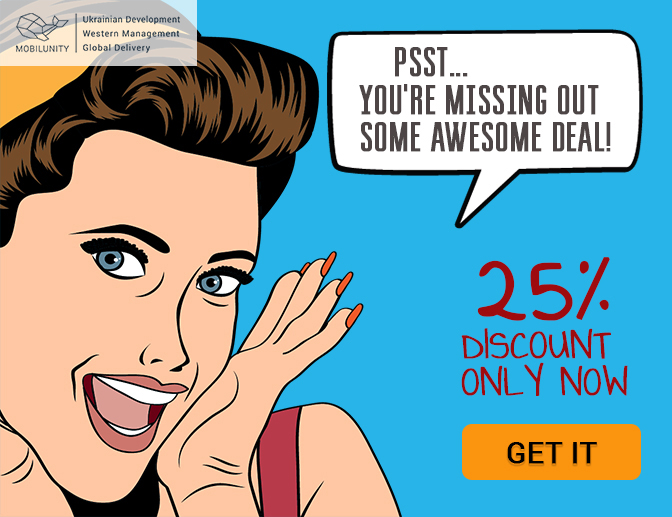 MOBILUNITY
Ukrainian Development
Western Management
Global Delivery
PSST...
YOU'RE MISSING OUT
SOME AWESOME DEAL!
25%
DISCOUNT
ONLY NOW
GET IT